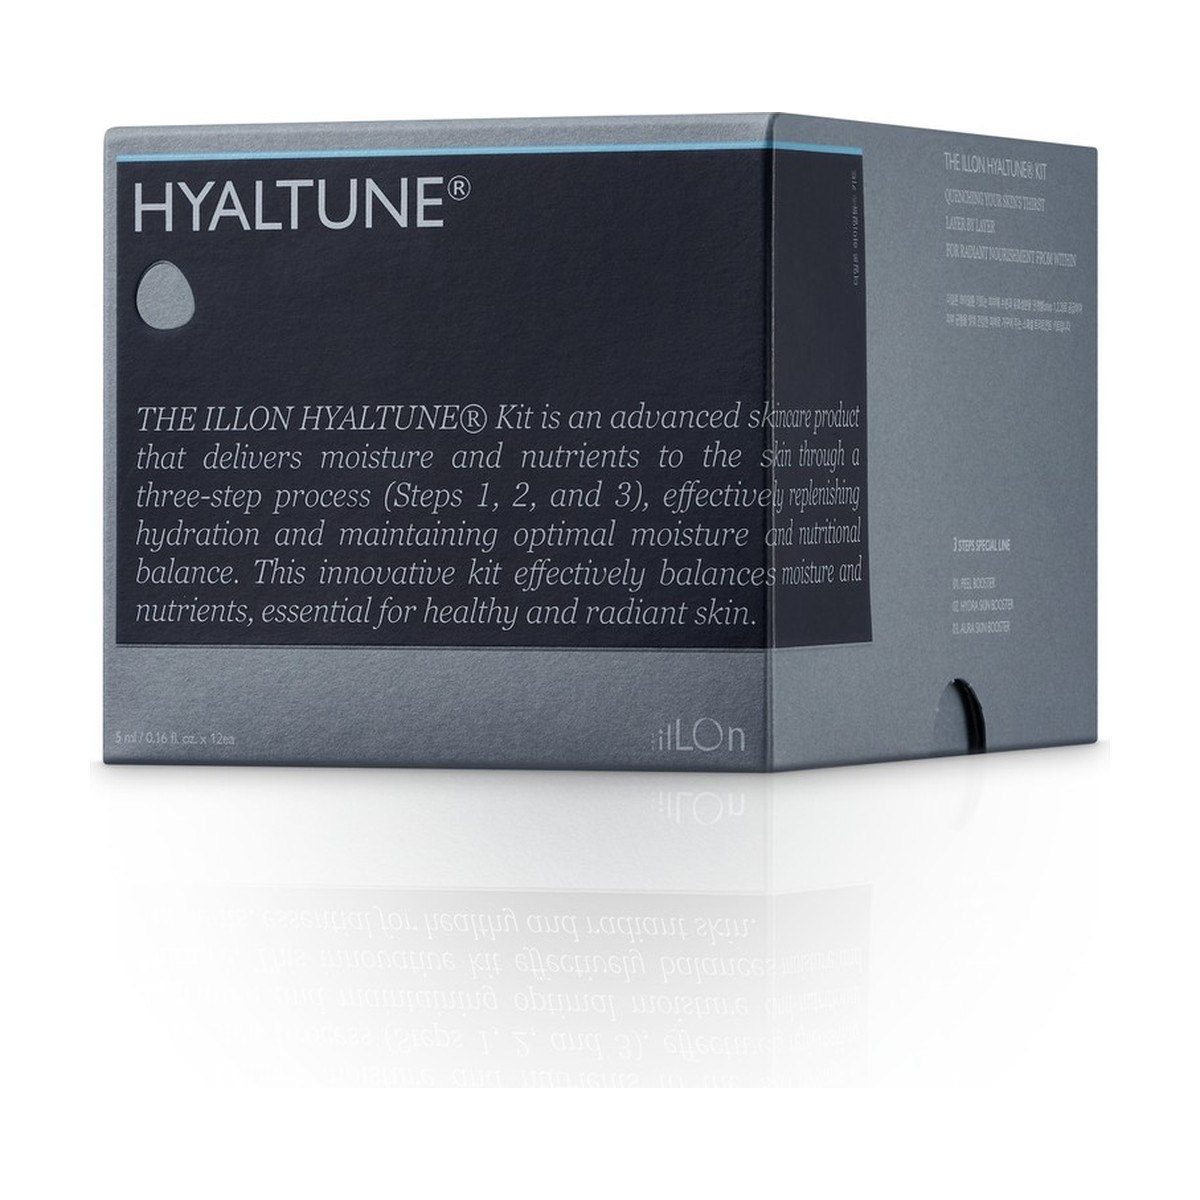 HYALTUNE®
THE ILLON HYALTUNE® Kit is an advanced skincare product
that delivers moisture and nutrients to the skin through a
three-step process (Steps 1, 2, and 3), effectively replenishing
hydration and maintaining optimal moisture and nutritional
balance. This innovative kit effectively balances moisture and
nutrients, essential for healthy and radiant skin.
5 ml / 0.16 fl. oz. x 12ea
illOn
THE ILLON HYALTUNE® KIT
QUENCHING YOUR SKIN'S THIRST
LAYER BY LAYER
FOR RADIANT NOURISHMENT FROM WITHIN
3 STEPS SPECIAL LINE
01. PEEL BOOSTER
02. HYDRA SKIN BOOSTER
03. AURA SKIN BOOSTER